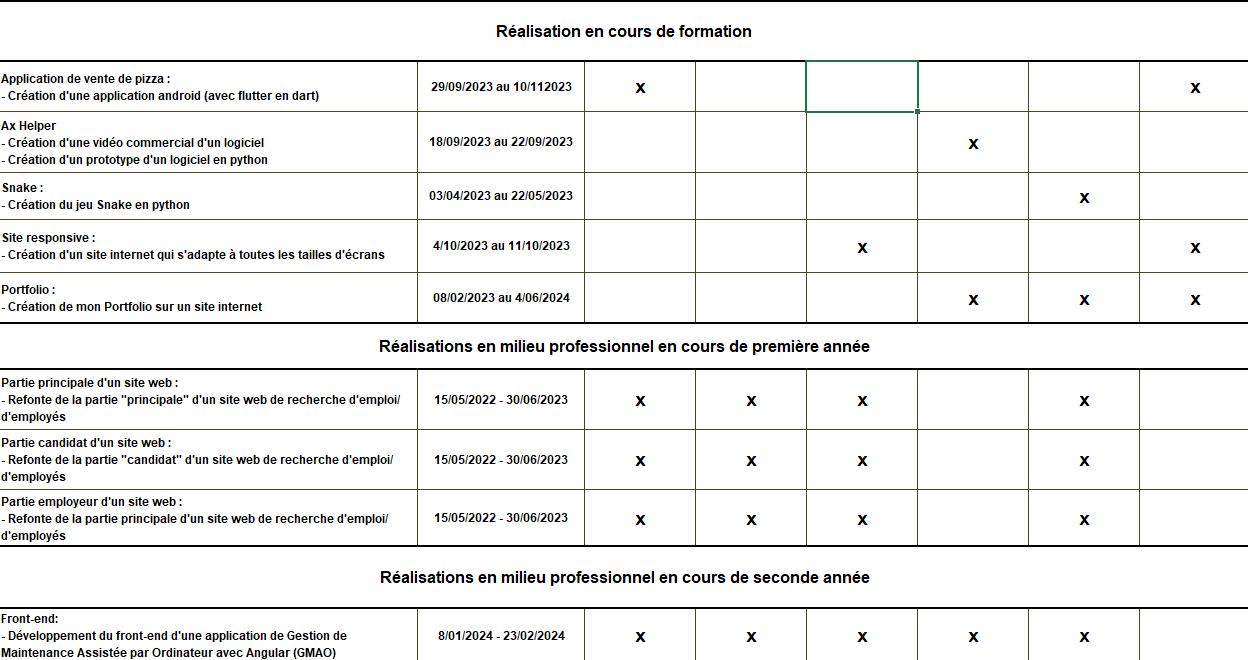 Réalisation en cours de formation
Application de vente de pizza :
- Création d'une application android (avec flutter en dart)
29/09/2023 au 10/112023
x
x
Ax Helper
- Création d'une vidéo commercial d'un logiciel
- Création d'un prototype d'un logiciel en python
18/09/2023 au 22/09/2023
x
Snake :
- Création du jeu Snake en python
03/04/2023 au 22/05/2023
x
Site responsive :
- Création d'un site internet qui s'adapte à toutes les tailles d'écrans
4/10/2023 au 11/10/2023
x
x
Portfolio :
- Création de mon Portfolio sur un site internet
08/02/2023 au 4/06/2024
x
x
x
Réalisations en milieu professionnel en cours de première année
Partie principale d'un site web :
- Refonte de la partie "principale" d'un site web de recherche d'emploi/
d'employés
15/05/2022 - 30/06/2023
x
x
x
x
Partie candidat d'un site web :
- Refonte de la partie "candidat" d'un site web de recherche d'emploi/
d'employés
15/05/2022 - 30/06/2023
x
x
x
x
Partie employeur d'un site web :
- Refonte de la partie principale d'un site web de recherche d'emploi/
d'employés
15/05/2022 - 30/06/2023
x
x
x
x
Réalisations en milieu professionnel en cours de seconde année
Front-end:
- Développement du front-end d'une application de Gestion de
Maintenance Assistée par Ordinateur avec Angular (GMAO)
8/01/2024 - 23/02/2024
x
x
x
x
x